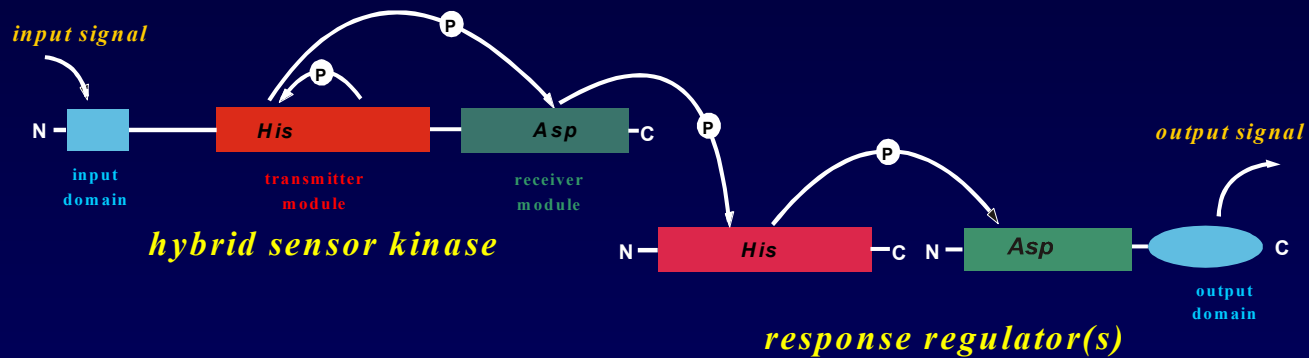 input signal
P
P
N
His
Asp
C
P
P
output signal
input
domain
transmitter
module
receiver
module
hybrid sensor kinase
N
His
C
N
Asp
C
output
domain
response regulator(s)